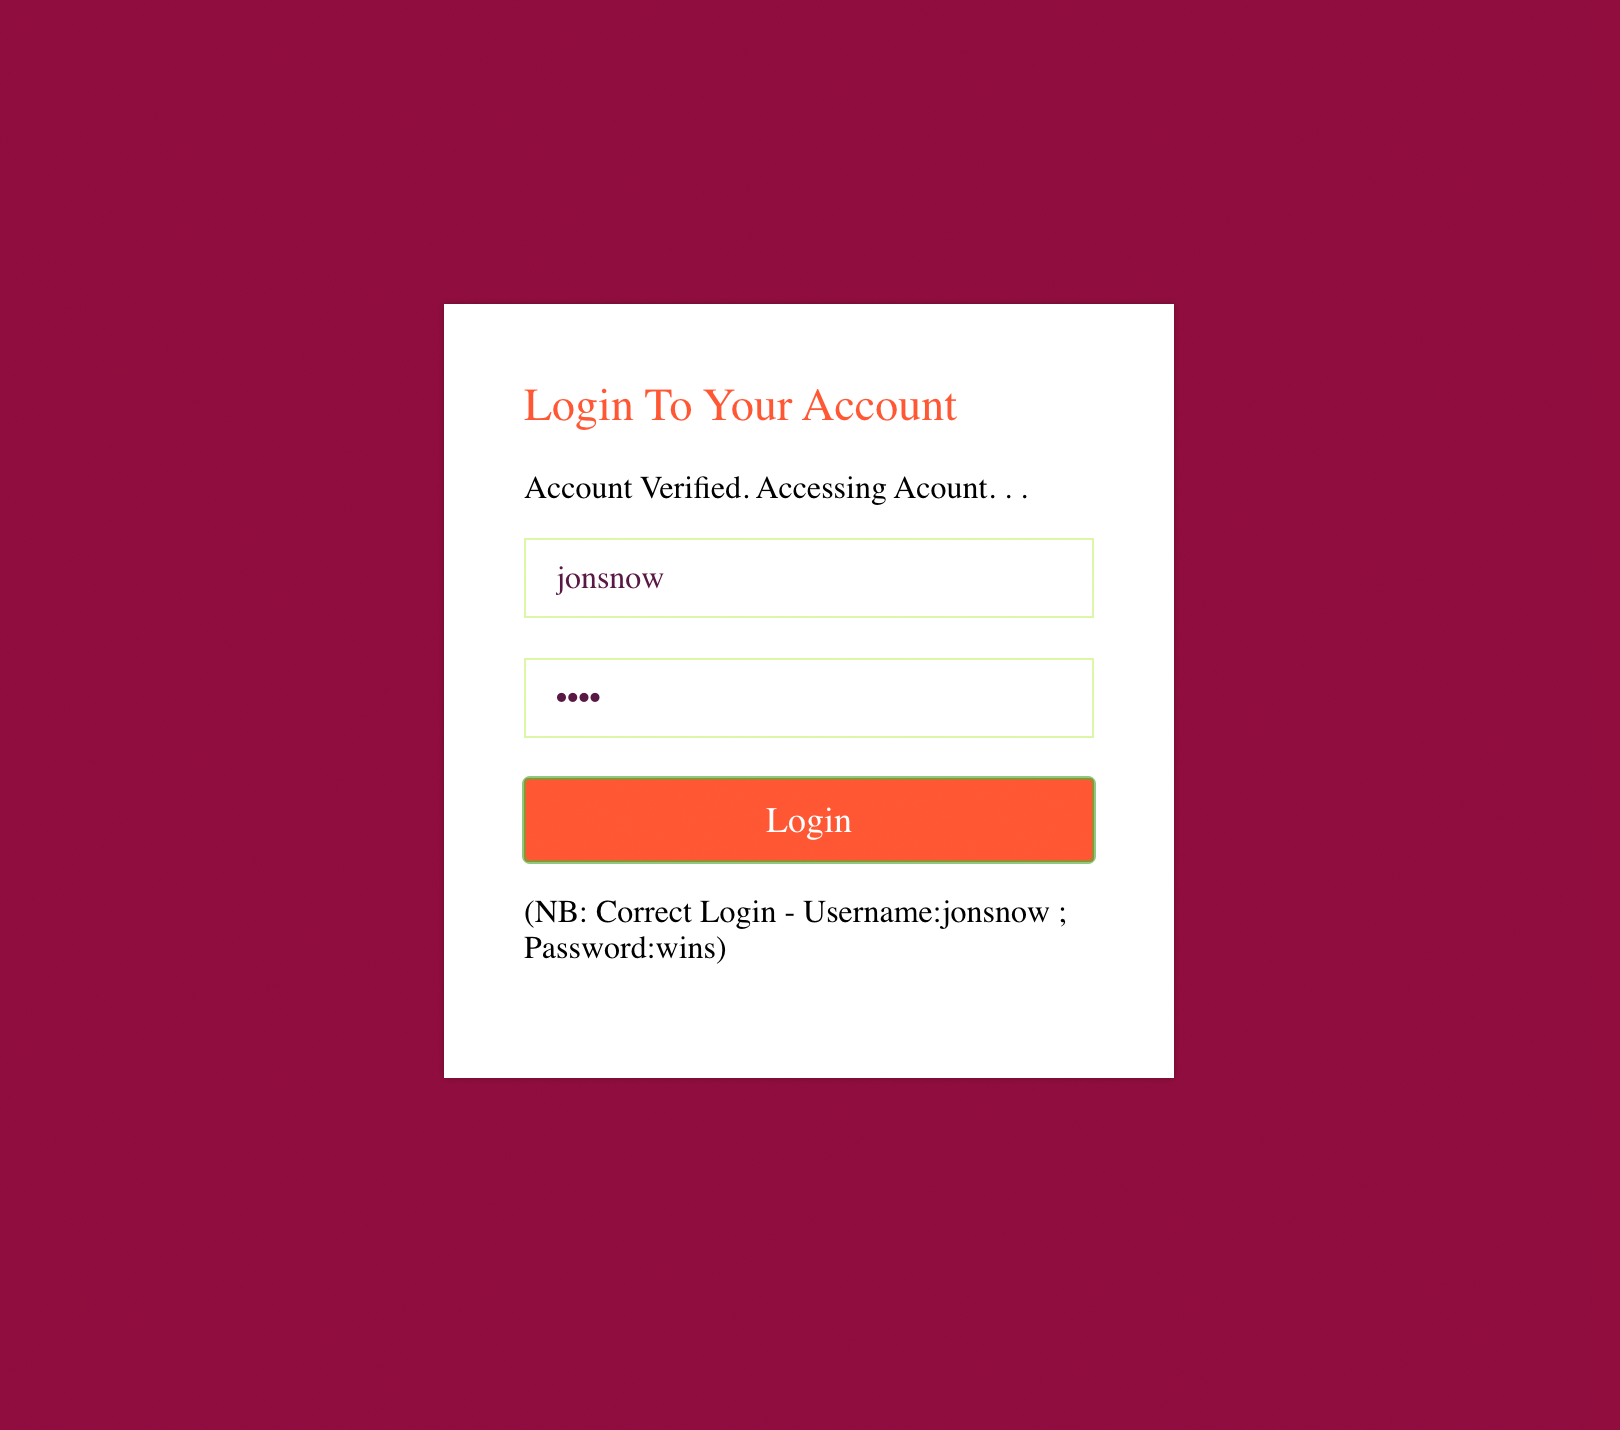 Login To Your Account
Account Verified. Accessing Acount. . .
jonsnow
••••
Login
(NB: Correct Login - Username:jonsnow ;
Password:wins)